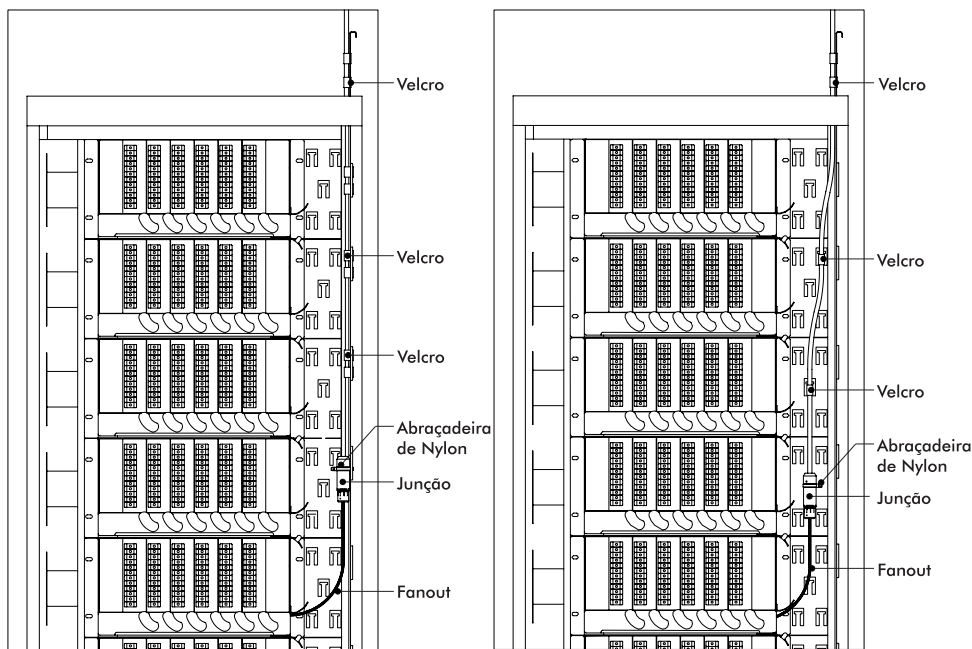 Velcro
Velcro
Velcro
Abraçadeira
de Nylon
Junção
Fanout
Velcro
Velcro
Velcro
Abraçadeira
de Nylon
Junção
Fanout